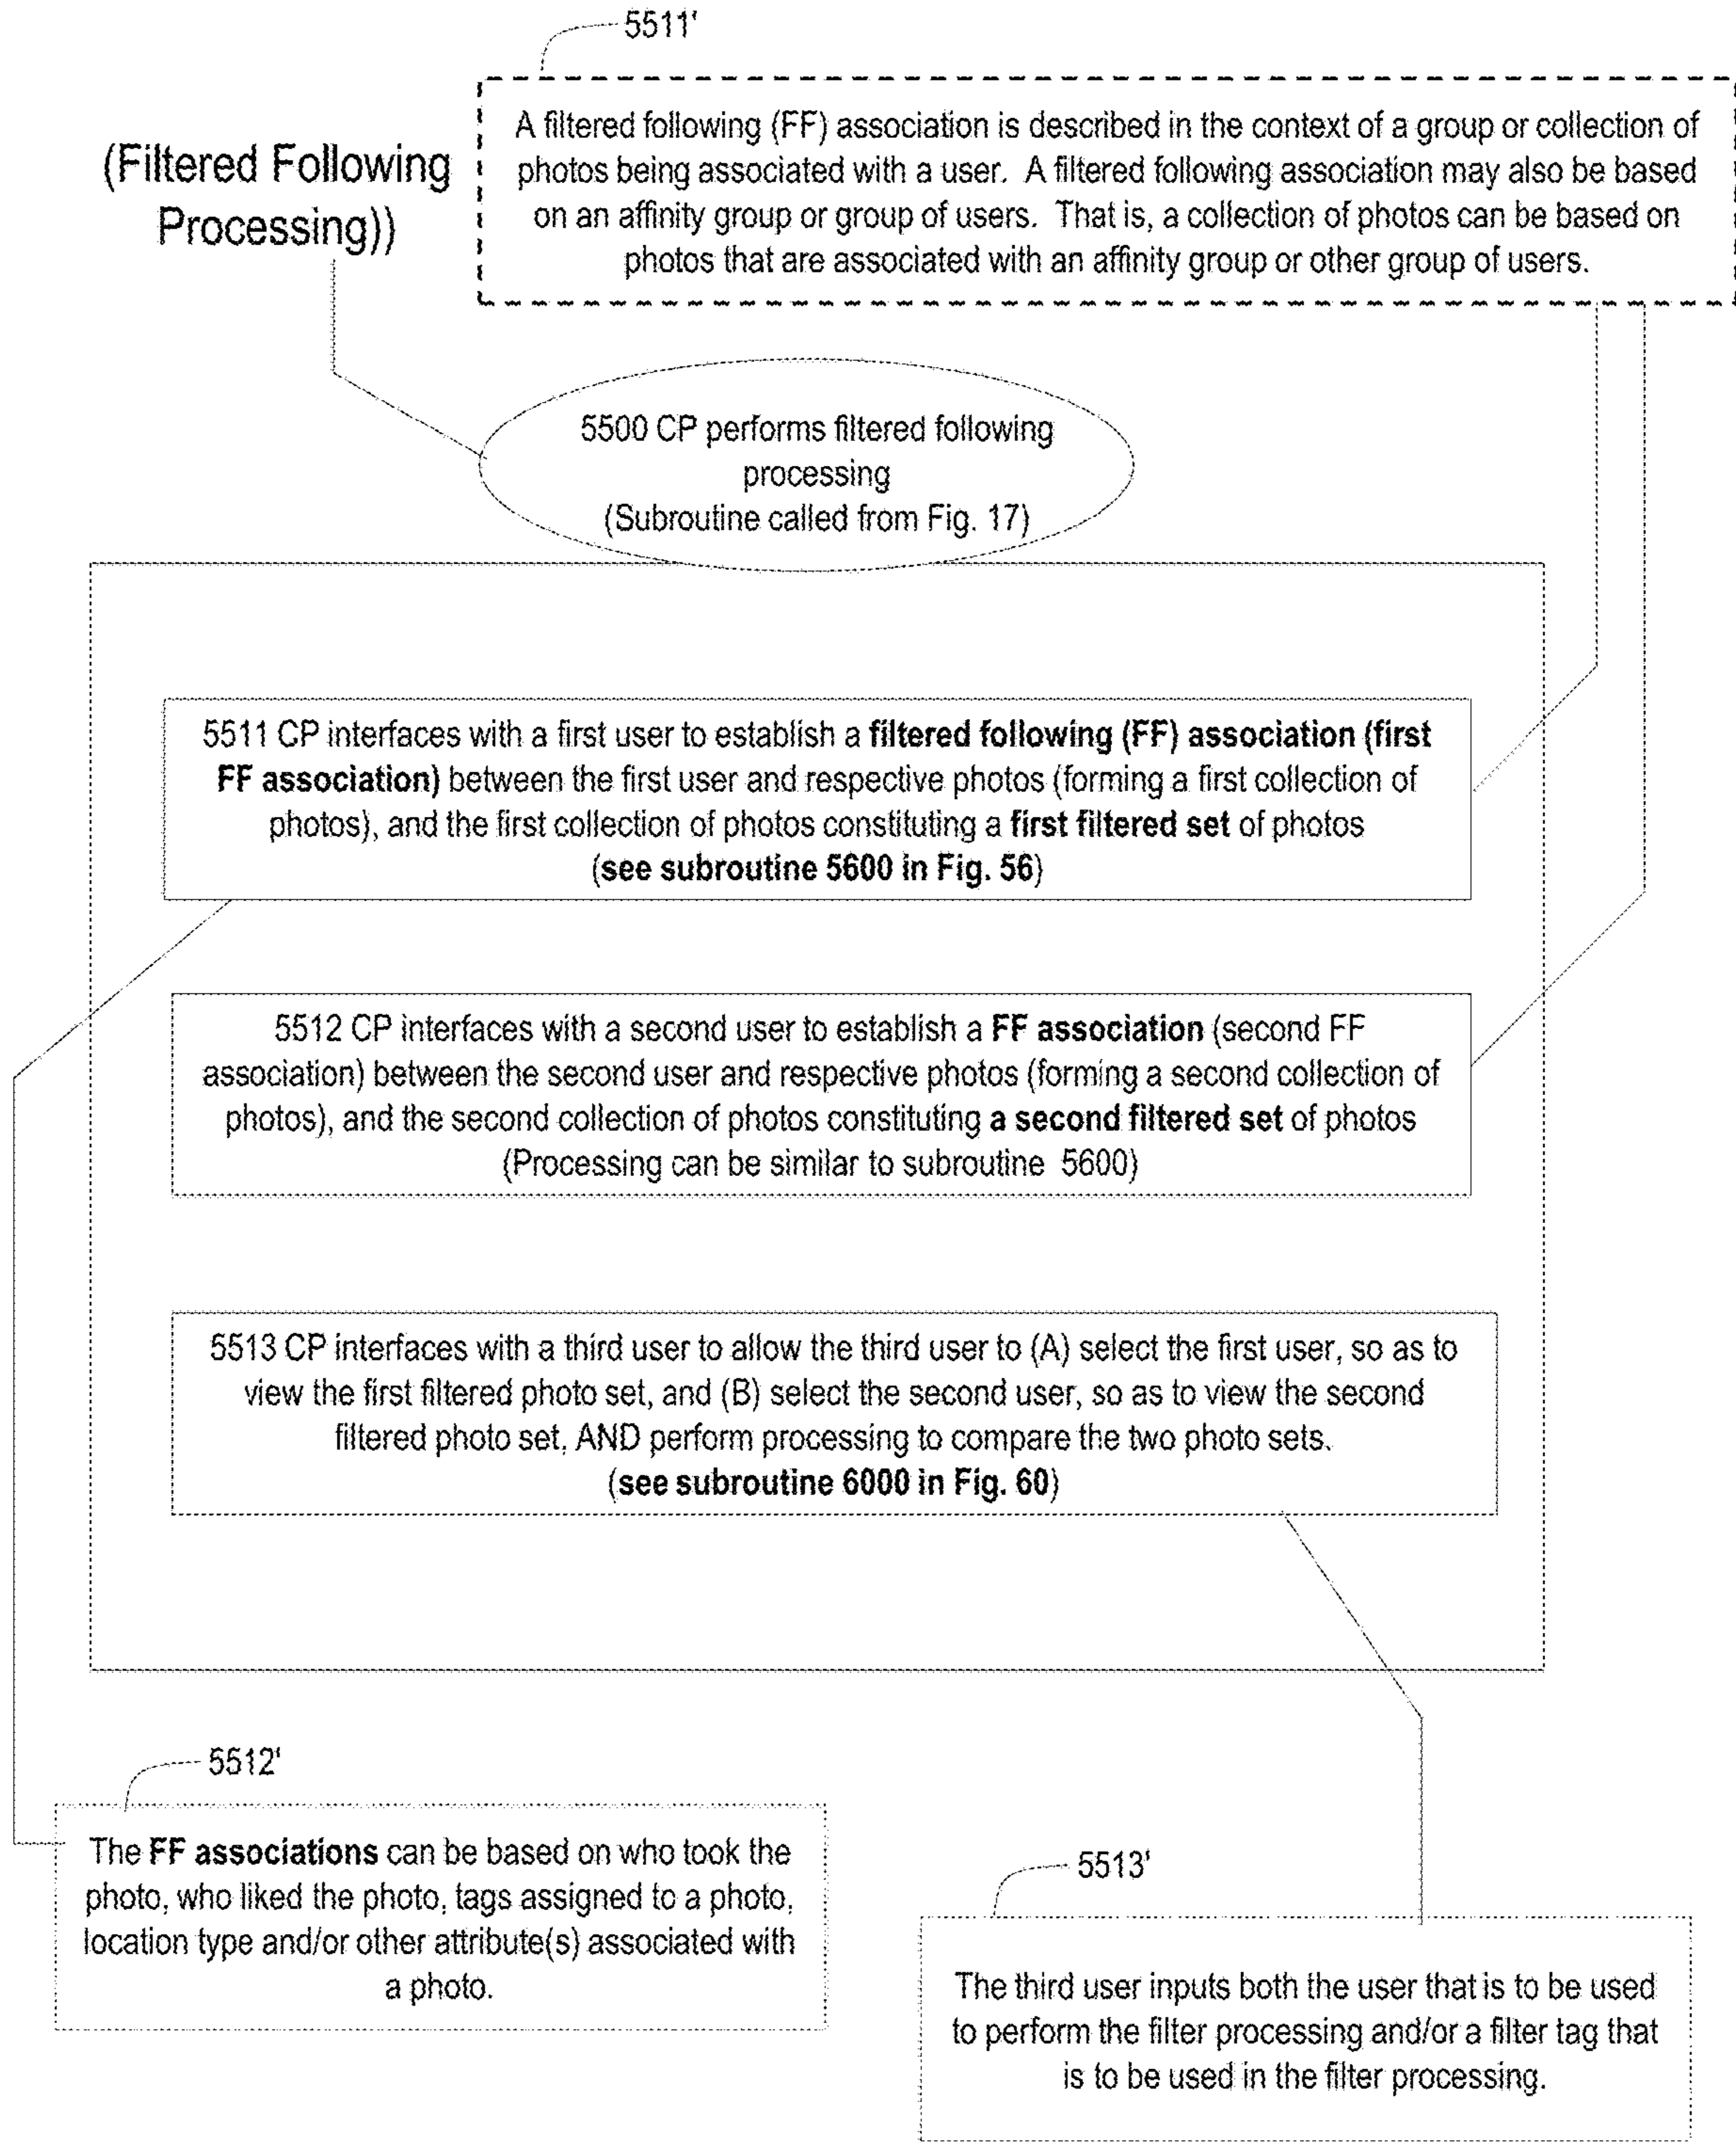 5511'
A filtered following (FF) association is described in the context of a group or collection of
photos being associated with a user. A filtered following association may also be based
on an affinity group or group of users. That is, a collection of photos can be based on
photos that are associated with an affinity group or other group of users.
(Filtered Following
Processing))
5500 CP performs filtered following
processing
(Subroutine called from Fig. 17)
5511 CP interfaces with a first user to establish a filtered following (FF) association (first
FF association) between the first user and respective photos (forming a first collection of
photos), and the first collection of photos constituting a first filtered set of photos
(see subroutine 5600 in Fig. 56)
5512 CP interfaces with a second user to establish a FF association (second FF
association) between the second user and respective photos (forming a second collection of
photos), and the second collection of photos constituting a second filtered set of photos
(Processing can be similar to subroutine 5600)
5513 CP interfaces with a third user to allow the third user to (A) select the first user, so as to
view the first filtered photo set, and (B) select the second user, so as to view the second
filtered photo set, AND perform processing to compare the two photo sets.
(see subroutine 6000 in Fig. 60)
5512'
The FF associations can be based on who took the
photo, who liked the photo, tags assigned to a photo,
location type and/or other attribute(s) associated with
a photo.
5513'
The third user inputs both the user that is to be used
to perform the filter processing and/or a filter tag that
is to be used in the filter processing.